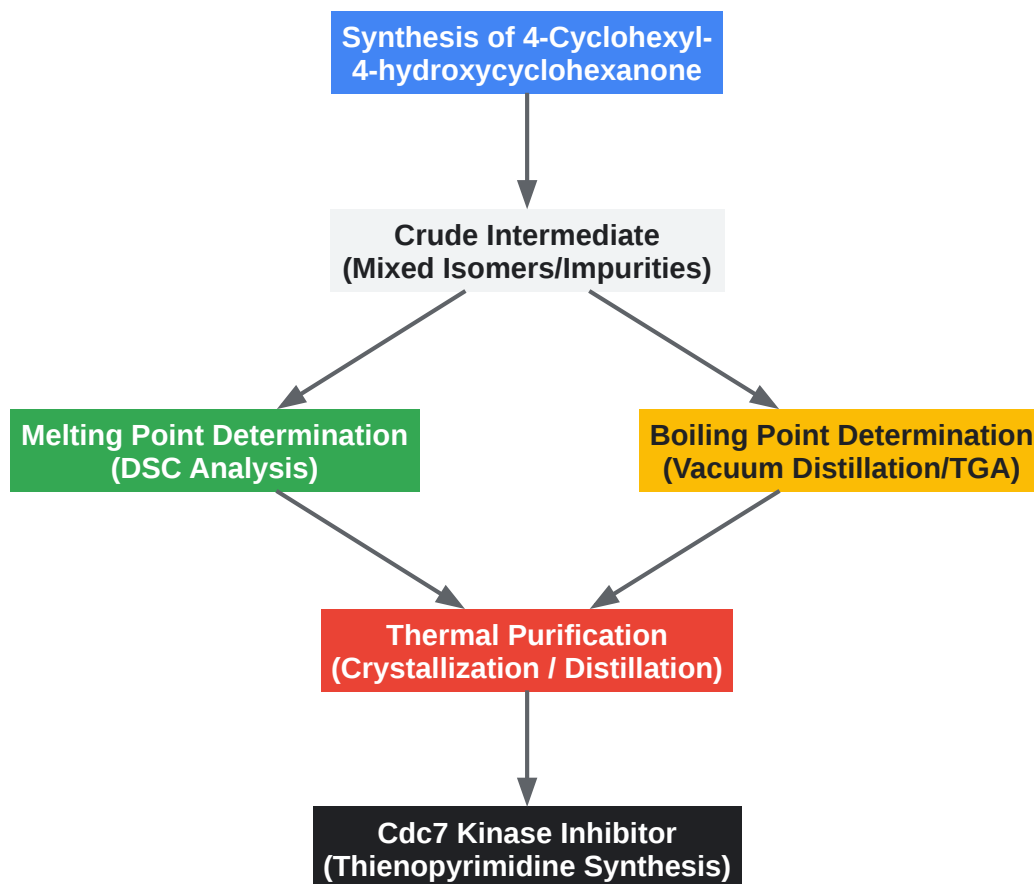 Synthesis of 4-Cyclohexyl-
4-hydroxycyclohexanone
Crude Intermediate
(Mixed Isomers/Impurities)
Melting Point Determination
(DSC Analysis)
Boiling Point Determination
(Vacuum Distillation/TGA)
Thermal Purification
(Crystallization / Distillation)
Cdc7 Kinase Inhibitor
(Thienopyrimidine Synthesis)